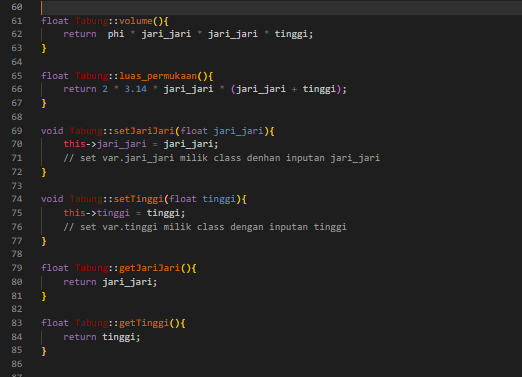 60
61 float Tabung::volume(){
62     return  phi * jari_jari * jari_jari * tinggi;
63 }
64
65 float Tabung::luas_permukaan(){
66     return 2 * 3.14 * jari_jari * (jari_jari + tinggi);
67 }
68
69 void Tabung::setJariJari(float jari_jari){
70     this->jari_jari = jari_jari;
71     // set var.jari_jari milik class denhan inputan jari_jari
72 }
73
74 void Tabung::setTinggi(float tinggi){
75     this->tinggi = tinggi;
76     // set var.tinggi milik class dengan inputan tinggi
77 }
78
79 float Tabung::getJariJari(){
80     return jari_jari;
81 }
82
83 float Tabung::getTinggi(){
84     return tinggi;
85 }
86